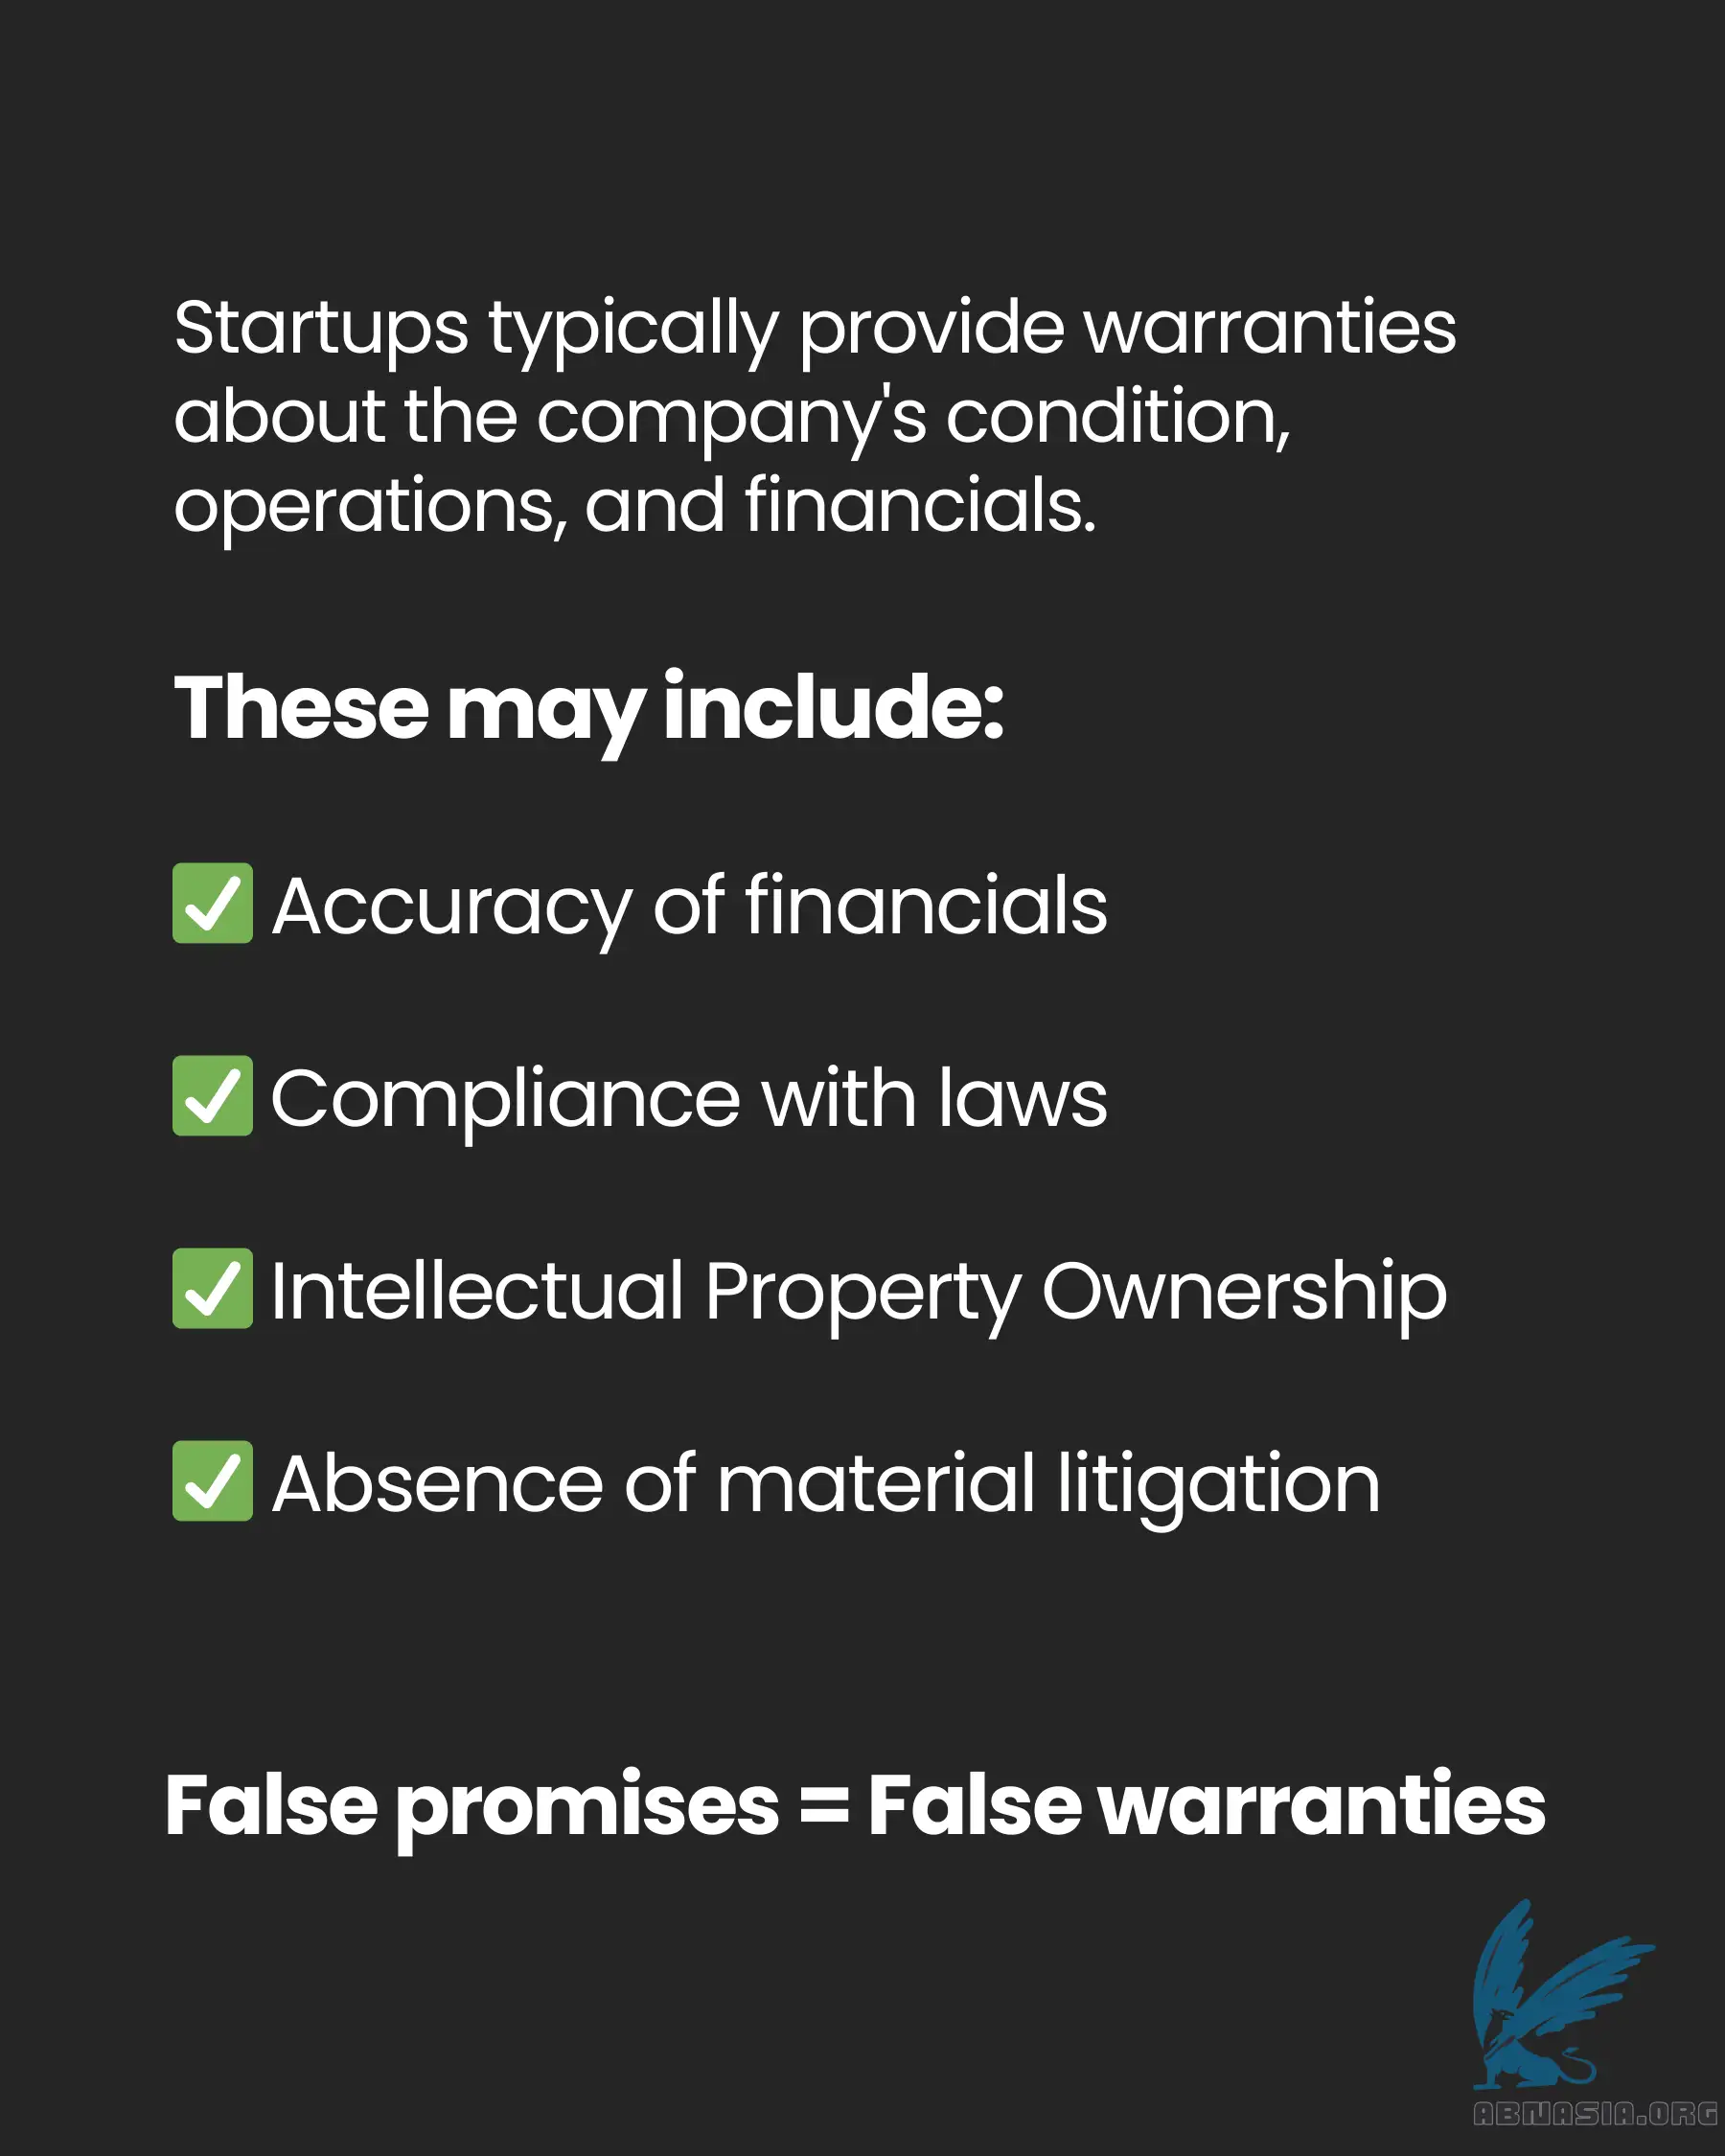 Startups typically provide warranties
about the company's condition,
operations, and financials.
These may include:
✅ Accuracy of financials
✅ Compliance with laws
✅ Intellectual Property Ownership
✅ Absence of material litigation
False promises = False warranties
ABNASIA.ORG